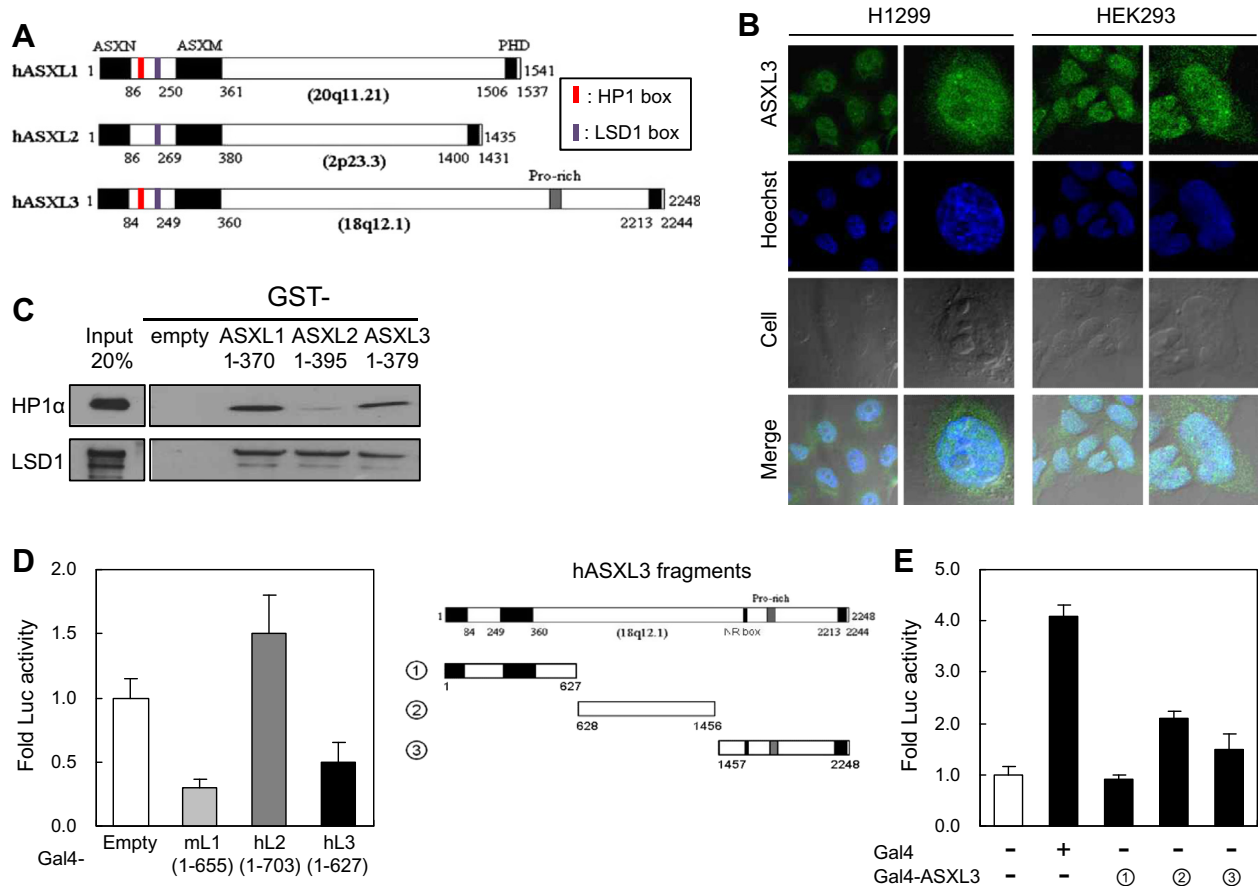 A
ASXN ASXM PHD
hASXL1 1 1541
86 250 361 1506 1537
(20q11.21)
hASXL2 1 1435
86 269 380 1400 1431
(2p23.3)
Pro-rich
hASXL3 1 2248
84 249 360 2213 2244
(18q12.1)
: HP1 box
: LSD1 box
B
H1299 HEK293
ASXL3
Hoechst
Cell
Merge
C
GST-
Input 20%
empty
ASXL1 1-370
ASXL2 1-395
ASXL3 1-379
HP1α
LSD1
D
Fold Luc activity
2.0
1.5
1.0
0.5
0.0
Empty mL1 hL2 hL3
Gal4- (1-655) (1-703) (1-627)
hASXL3 fragments
Pro-rich
1 2248
84 249 360 (18q12.1) NR box 2213 2244
①
1 627
②
628 1456
③
1457 2248
E
Fold Luc activity
5.0
4.0
3.0
2.0
1.0
0.0
Gal4 - + - - -
Gal4-ASXL3 - - ① ② ③